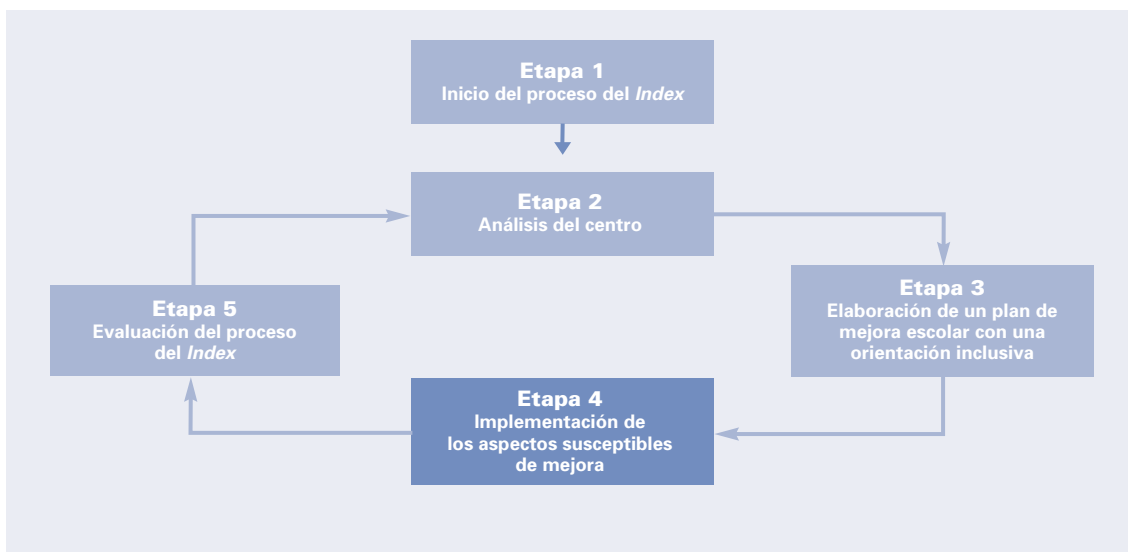 Etapa 1
Inicio del proceso del Index
Etapa 2
Análisis del centro
Etapa 3
Elaboración de un plan de
mejora escolar con una
orientación inclusiva
Etapa 4
Implementación de
los aspectos susceptibles
de mejora
Etapa 5
Evaluación del proceso
del Index